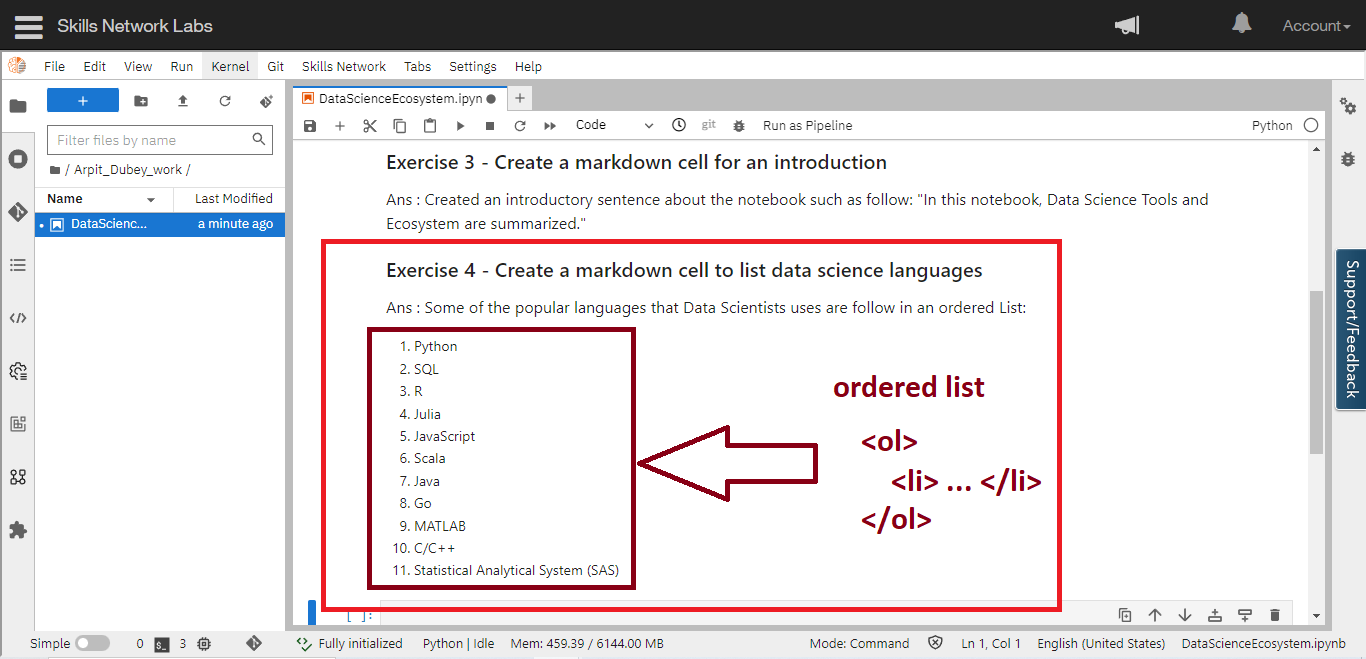 Skills Network Labs
Account
File Edit View Run Kernel Git Skills Network Tabs Settings Help
+
Filter files by name
/ Arpit_Dubey_work /
Name Last Modified
DataScienc... a minute ago
DataScienceEcosystem.ipyn
+
Code
git
Run as Pipeline
Python
Exercise 3 - Create a markdown cell for an introduction
Ans : Created an introductory sentence about the notebook such as follow: "In this notebook, Data Science Tools and
Ecosystem are summarized."
Exercise 4 - Create a markdown cell to list data science languages
Ans : Some of the popular languages that Data Scientists uses are follow in an ordered List:
1. Python
2. SQL
3. R
4. Julia
5. JavaScript
6. Scala
7. Java
8. Go
9. MATLAB
10. C/C++
11. Statistical Analytical System (SAS)
ordered list
<ol>
<li> ... </li>
</ol>
[ ]:
Support/Feedback
Simple 0 $_ 3 Fully initialized Python | Idle Mem: 459.39 / 6144.00 MB Mode: Command Ln 1, Col 1 English (United States) DataScienceEcosystem.ipynb